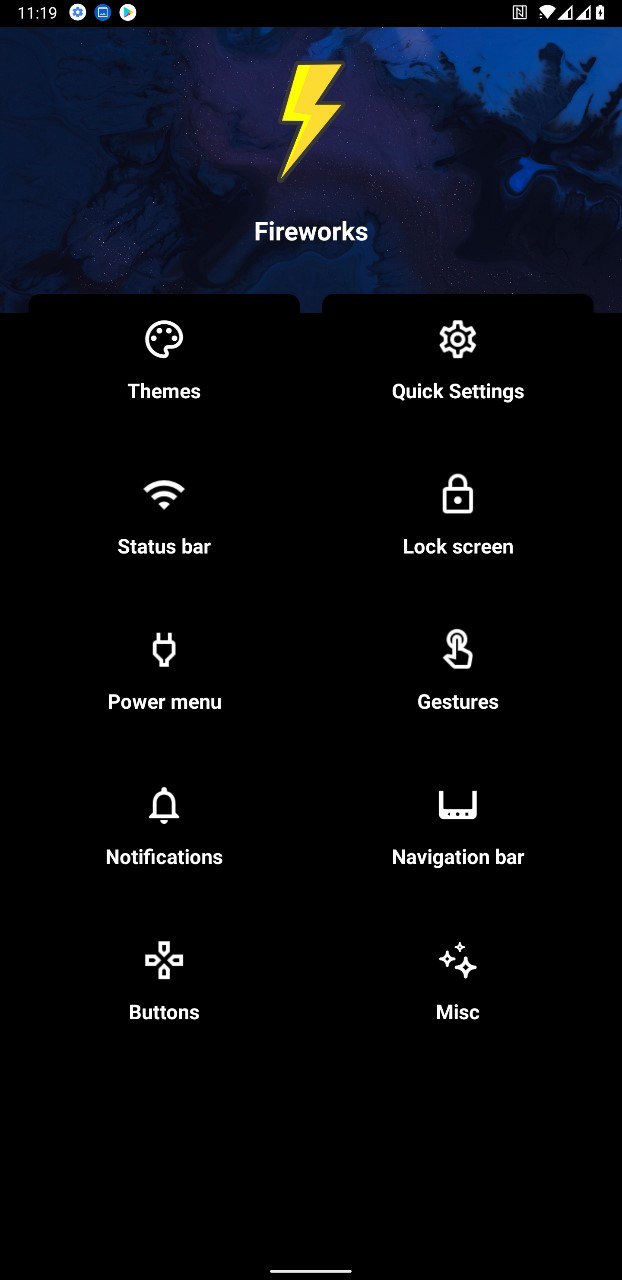 11:19
Fireworks
Themes
Quick Settings
Status bar
Lock screen
Power menu
Gestures
Notifications
Navigation bar
Buttons
Misc